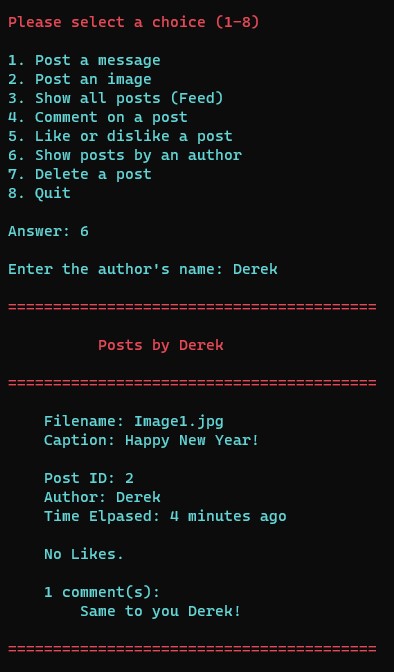 Please select a choice (1-8)
1. Post a message
2. Post an image
3. Show all posts (Feed)
4. Comment on a post
5. Like or dislike a post
6. Show posts by an author
7. Delete a post
8. Quit
Answer: 6
Enter the author's name: Derek
=========================================
Posts by Derek
=========================================
Filename: Image1.jpg
Caption: Happy New Year!
Post ID: 2
Author: Derek
Time Elpased: 4 minutes ago
No Likes.
1 comment(s):
Same to you Derek!
=========================================